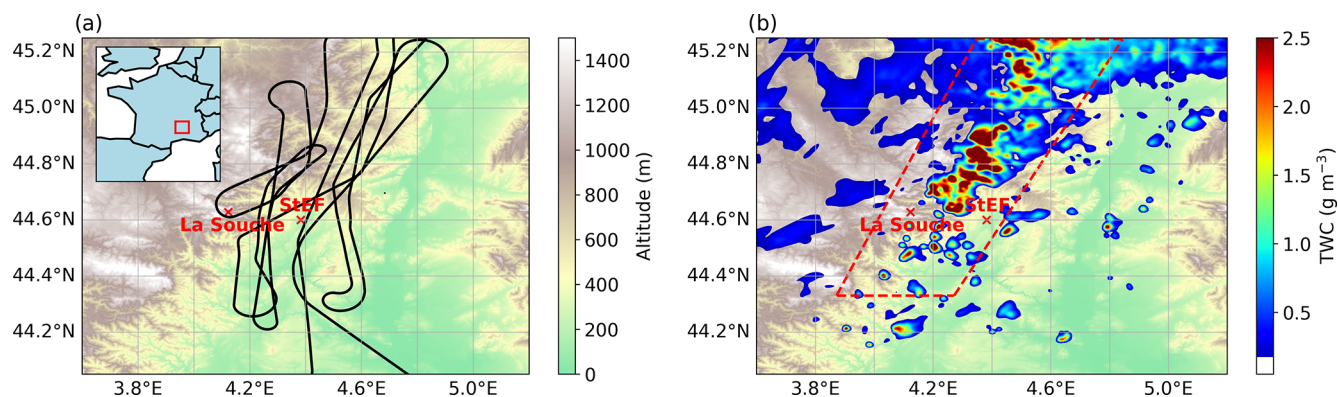 (a)
45.2°N
45.0°N
44.8°N
44.6°N
44.4°N
44.2°N
3.8°E 4.2°E 4.6°E 5.0°E
StEF
La Souche
1400
1200
1000
800
600
400
200
0
Altitude (m)
(b)
45.2°N
45.0°N
44.8°N
44.6°N
44.4°N
44.2°N
3.8°E 4.2°E 4.6°E 5.0°E
StEF
La Souche
2.5
2.0
1.5
1.0
0.5
TWC (g m⁻³)